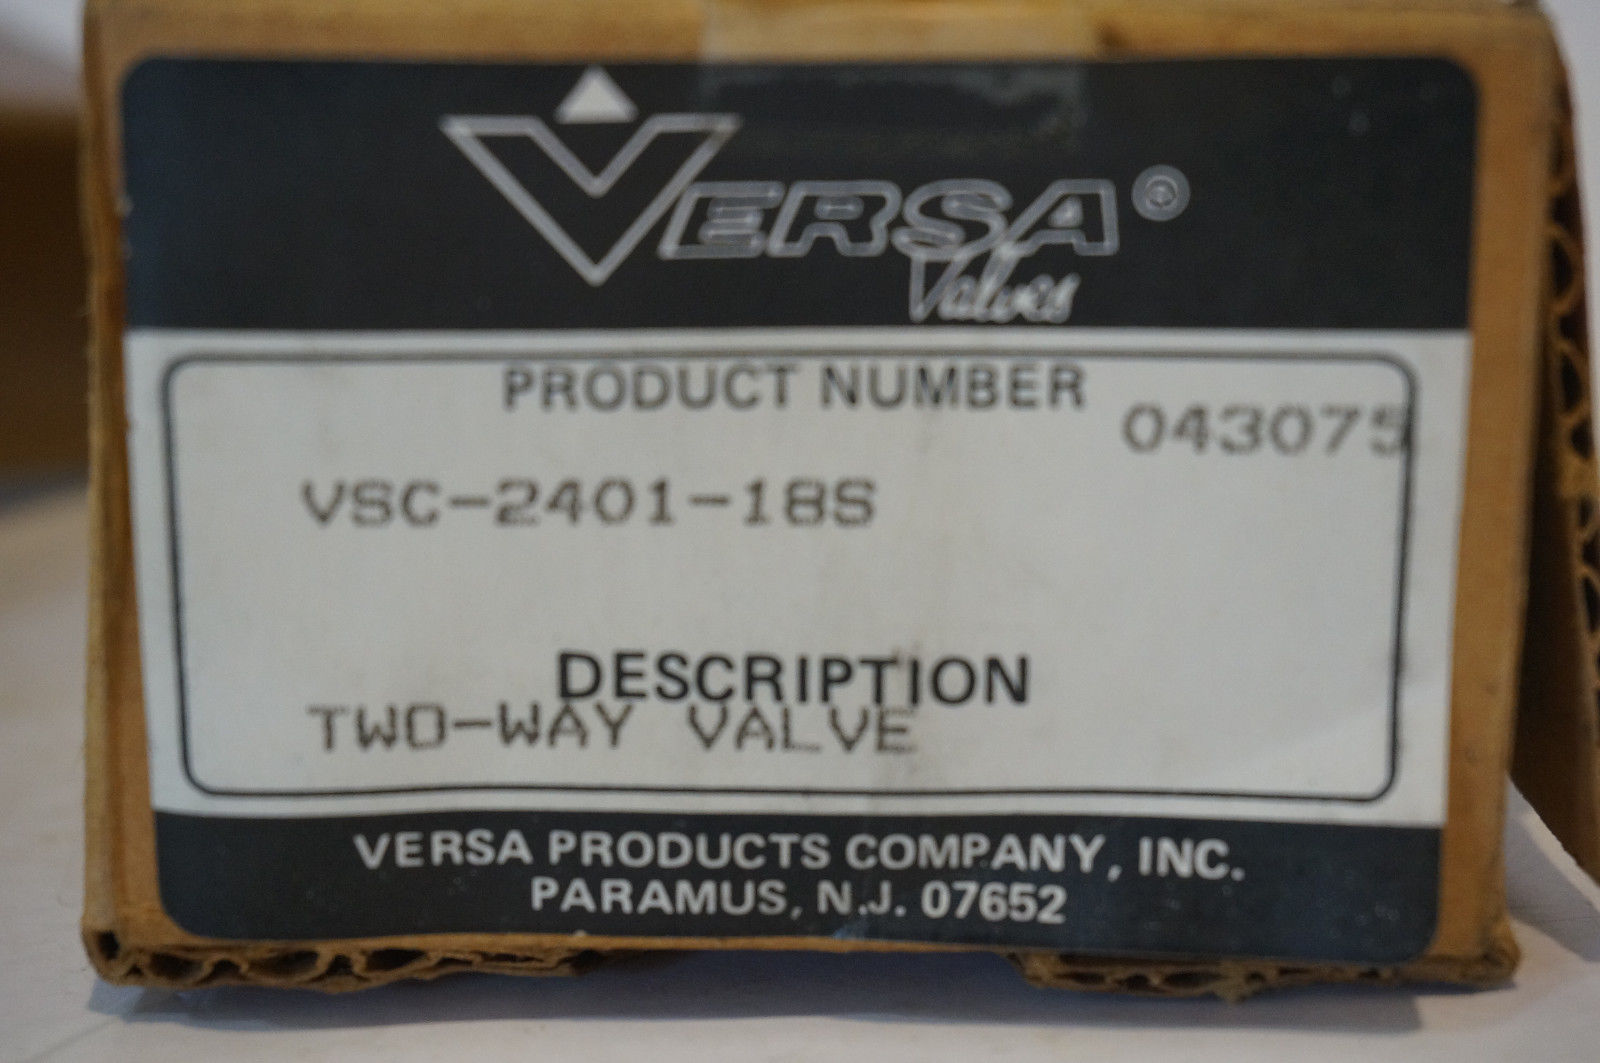 VERSA®
Valves
PRODUCT NUMBER
043075
VSC-2401-18S
DESCRIPTION
TWO-WAY VALVE
VERSA PRODUCTS COMPANY, INC.
PARAMUS, N.J. 07652